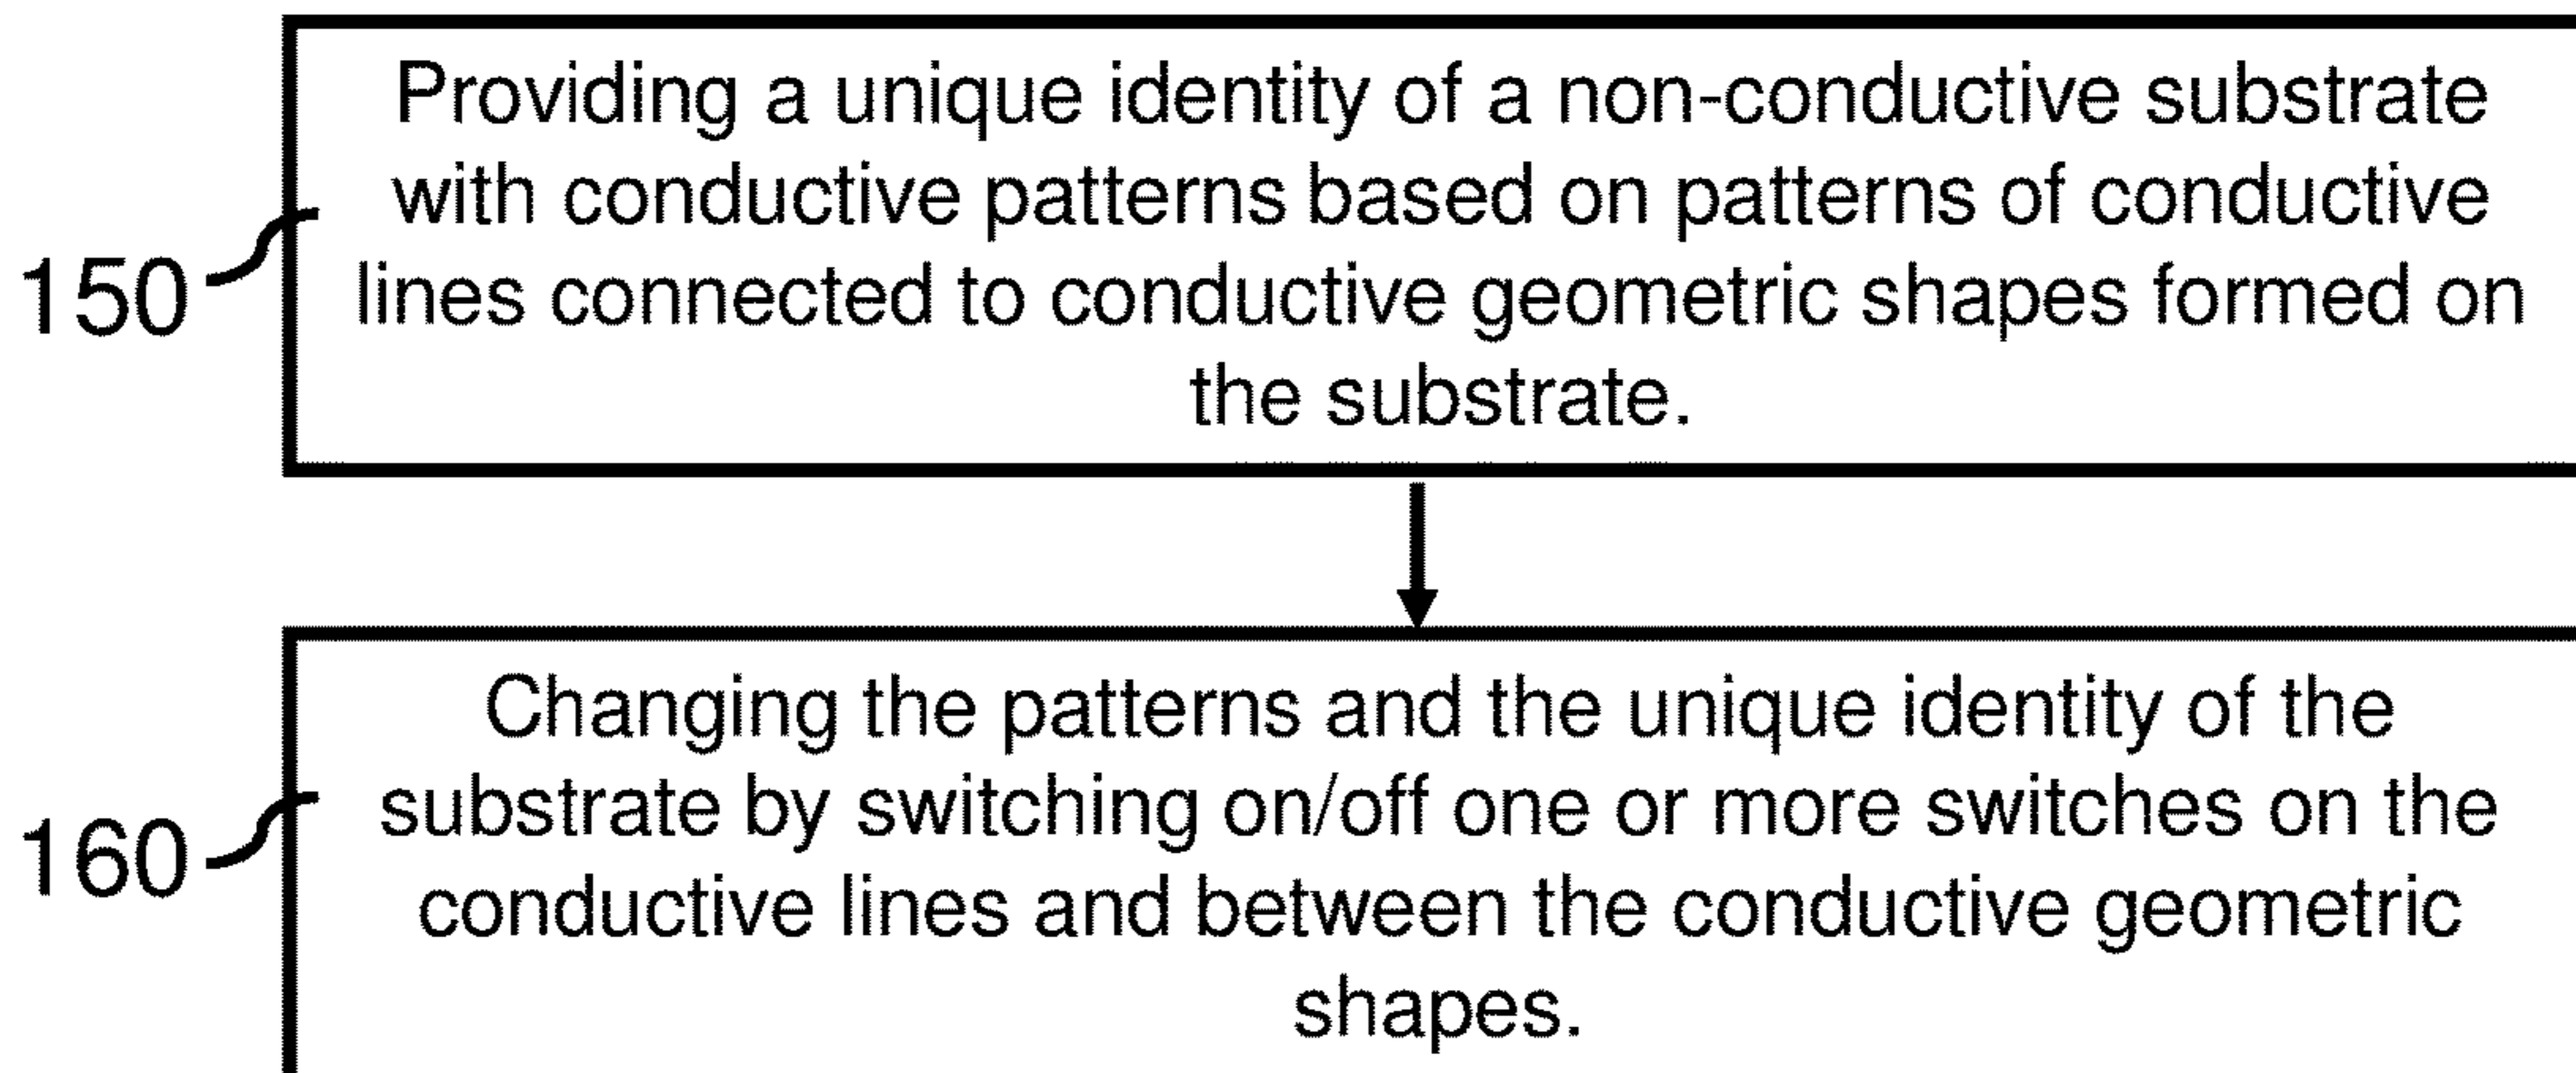 Providing a unique identity of a non-conductive substrate
with conductive patterns based on patterns of conductive
lines connected to conductive geometric shapes formed on
the substrate.
150
Changing the patterns and the unique identity of the
substrate by switching on/off one or more switches on the
conductive lines and between the conductive geometric
shapes.
160